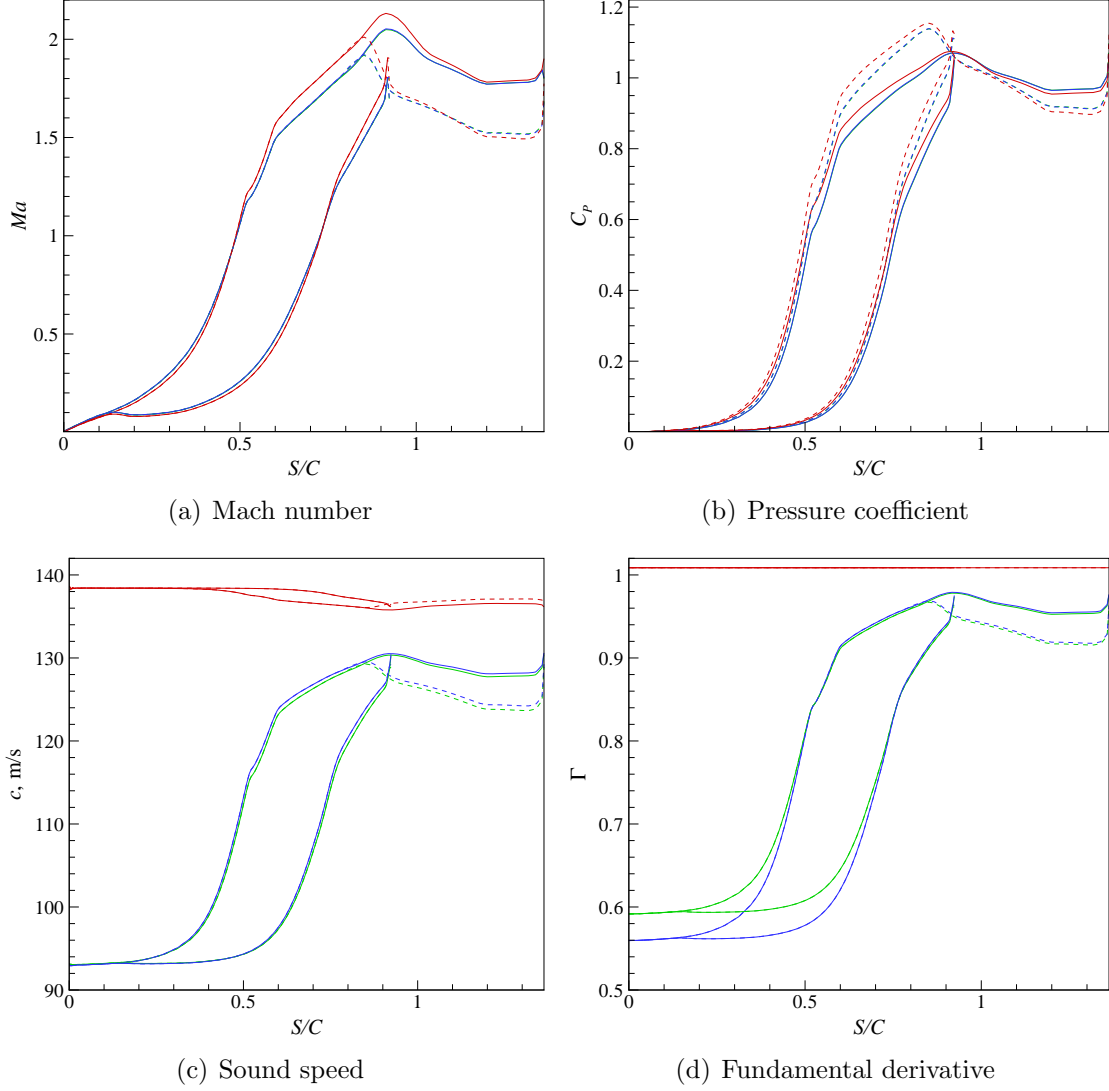 2
1.5
1
0.5
Ma
0
0.5
1
S/C
(a) Mach number
1.2
1.0
0.8
0.6
0.4
0.2
C_P
0
0.5
1
S/C
(b) Pressure coefficient
140
130
120
110
100
90
c, m/s
0
0.5
1
S/C
(c) Sound speed
1
0.9
0.8
0.7
0.6
0.5
Γ
0
0.5
1
S/C
(d) Fundamental derivative